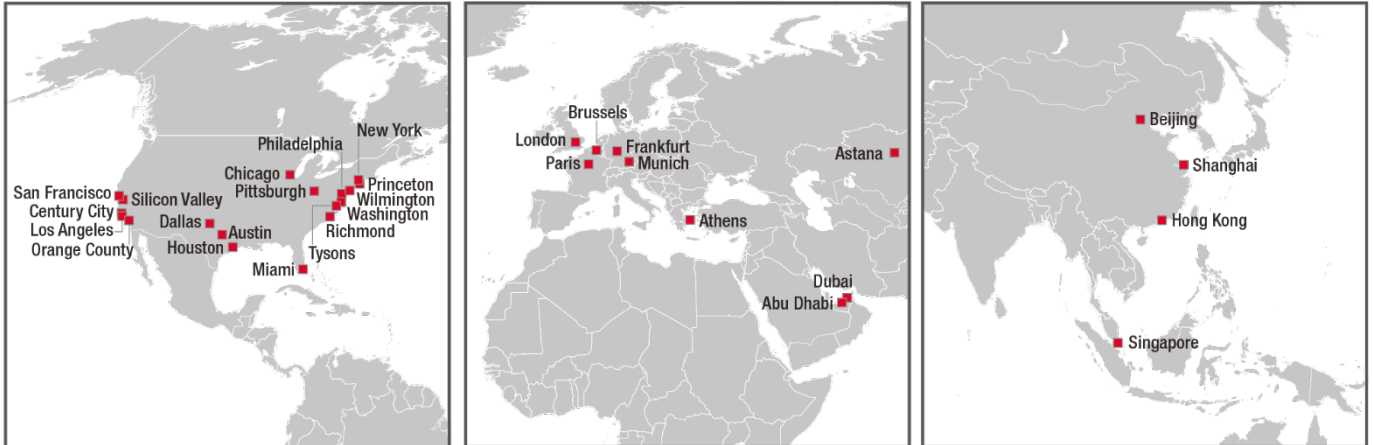 New York
Philadelphia
Chicago
Pittsburgh
Princeton
Wilmington
Washington
Richmond
Tysons
San Francisco
Silicon Valley
Century City
Los Angeles
Orange County
Dallas
Austin
Houston
Miami
Brussels
London
Frankfurt
Paris
Munich
Astana
Athens
Dubai
Abu Dhabi
Beijing
Shanghai
Hong Kong
Singapore